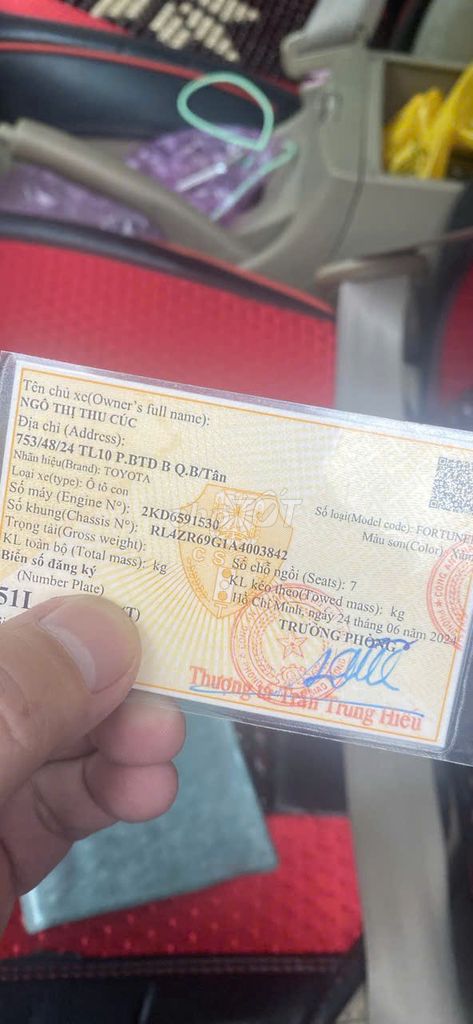 Tên chủ xe(Owner's full name):
NGÔ THỊ THU CÚC
Địa chỉ (Address):
753/48/24 TL10 P.BTD B Q.B/Tân
Nhãn hiệu(Brand): TOYOTA
Số loại(Model code): FORTUNER
Loại xe(type): Ô tô con
Màu sơn(Color)
Số máy (Engine Nº): 2KD6591530
Số khung(Chassis Nº) RL4ZR69G1A4003842
Trọng tải(Gross weight):
Số chỗ ngồi (Seats): 7
KL toàn bộ (Total mass): kg
KL kéo theo(Towed mass): kg
Biển số đăng ký
Hồ Chí Minh, ngày 24 tháng 06 năm 2024
(Number Plate)
TRƯỞNG PHÒNG
51I
Thượng tá Trần Trung Hiếu